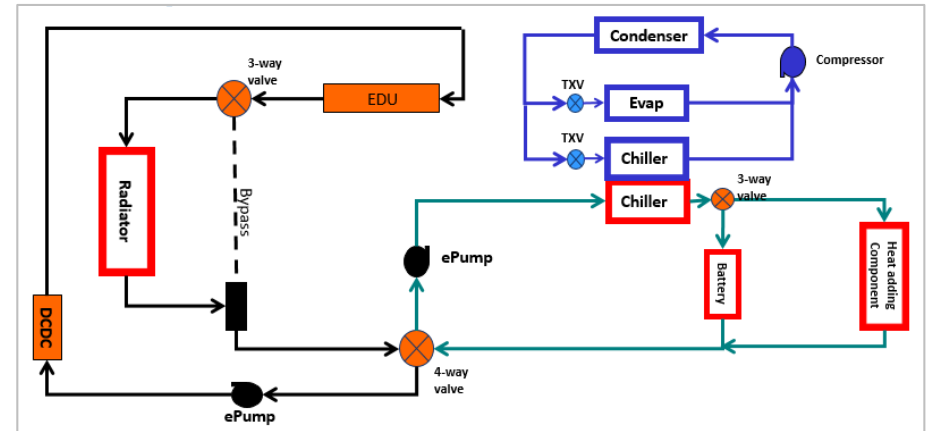 Condenser
Compressor
3-way
valve
TXV
EDU
Evap
TXV
Chiller
3-way
valve
Chiller
Radiator
Bypass
ePump
Battery
Heat adding
Component
DCDC
4-way
valve
ePump